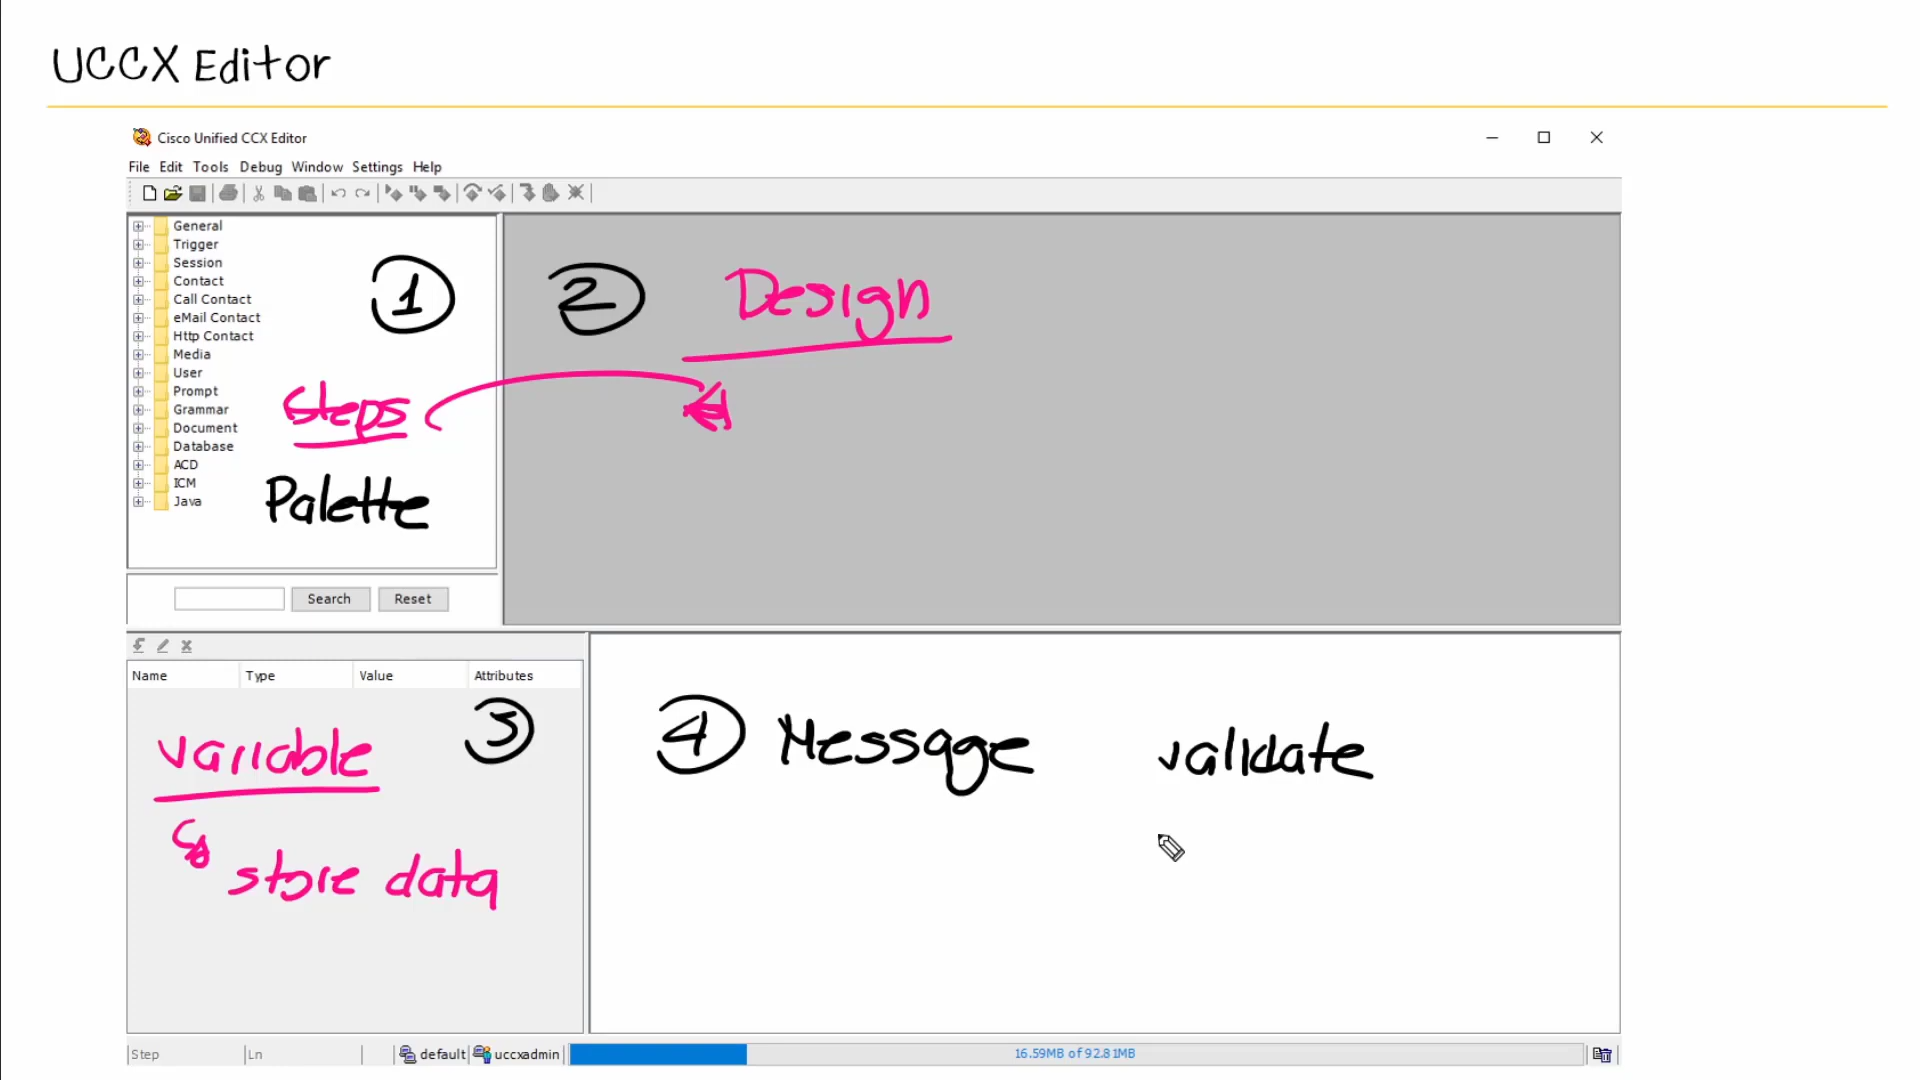 UCCX Editor
Cisco Unified CCX Editor
File Edit Tools Debug Window Settings Help
General
Trigger
Session
Contact
Call Contact
eMail Contact
Http Contact
Media
User
Prompt
Grammar
Document
Database
ACD
ICM
Java
1
steps
Palette
2 Design
Search Reset
Name Type Value Attributes
variable 3
store data
4 Message validate
Step Ln default uccxadmin 16.59MB of 92.81MB